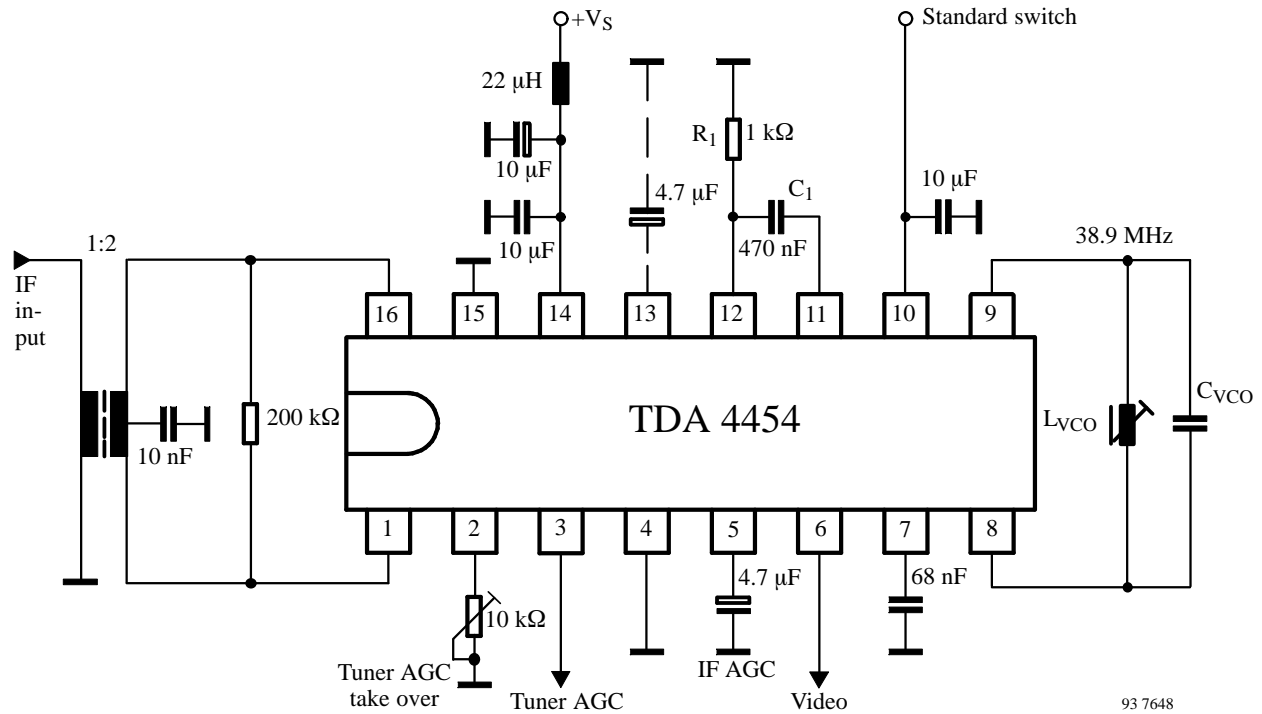 +VS
Standard switch
22 µH
R1
1 kΩ
10 µF
4.7 µF
C1
10 µF
10 µF
470 nF
1:2
38.9 MHz
IF
in-
put
16
15
14
13
12
11
10
9
200 kΩ
10 nF
TDA 4454
LVCO
CVCO
1
2
3
4
5
6
7
8
10 kΩ
4.7 µF
68 nF
Tuner AGC
take over
Tuner AGC
IF AGC
Video
93 7648